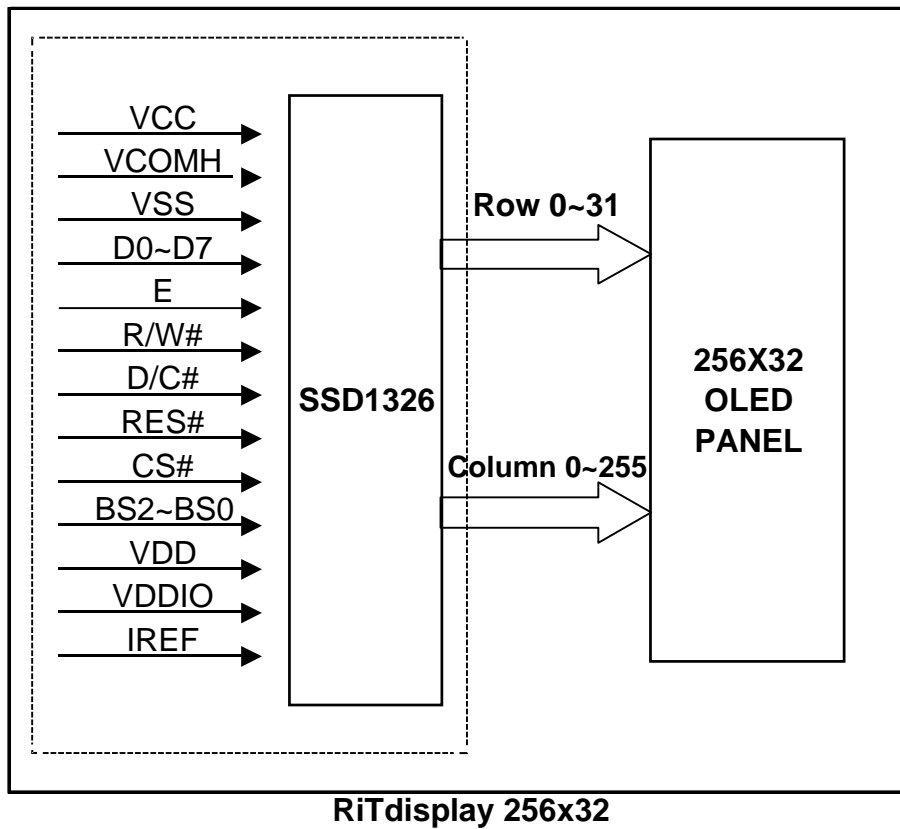 VCC
VCOMH
VSS
D0~D7
E
R/W#
D/C#
RES#
CS#
BS2~BS0
VDD
VDDIO
IREF
SSD1326
Row 0~31
Column 0~255
256X32
OLED
PANEL
RiTdisplay 256x32